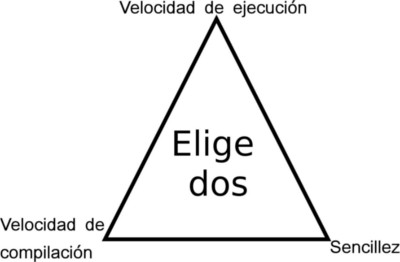 Velocidad de ejecución
Elige
dos
Velocidad de
compilación
Sencillez